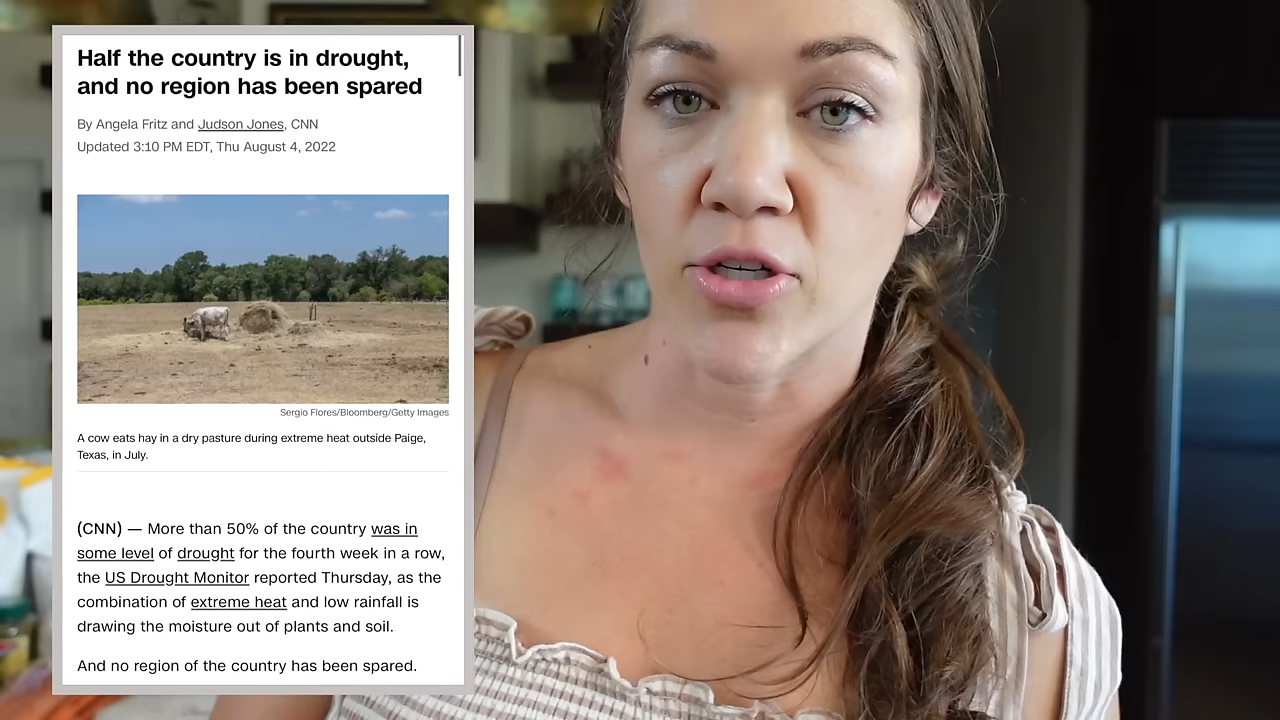 Half the country is in drought,
and no region has been spared
By Angela Fritz and Judson Jones, CNN
Updated 3:10 PM EDT, Thu August 4, 2022
Sergio Flores/Bloomberg/Getty Images
A cow eats hay in a dry pasture during extreme heat outside Paige,
Texas, in July.
(CNN) — More than 50% of the country was in
some level of drought for the fourth week in a row,
the US Drought Monitor reported Thursday, as the
combination of extreme heat and low rainfall is
drawing the moisture out of plants and soil.
And no region of the country has been spared.